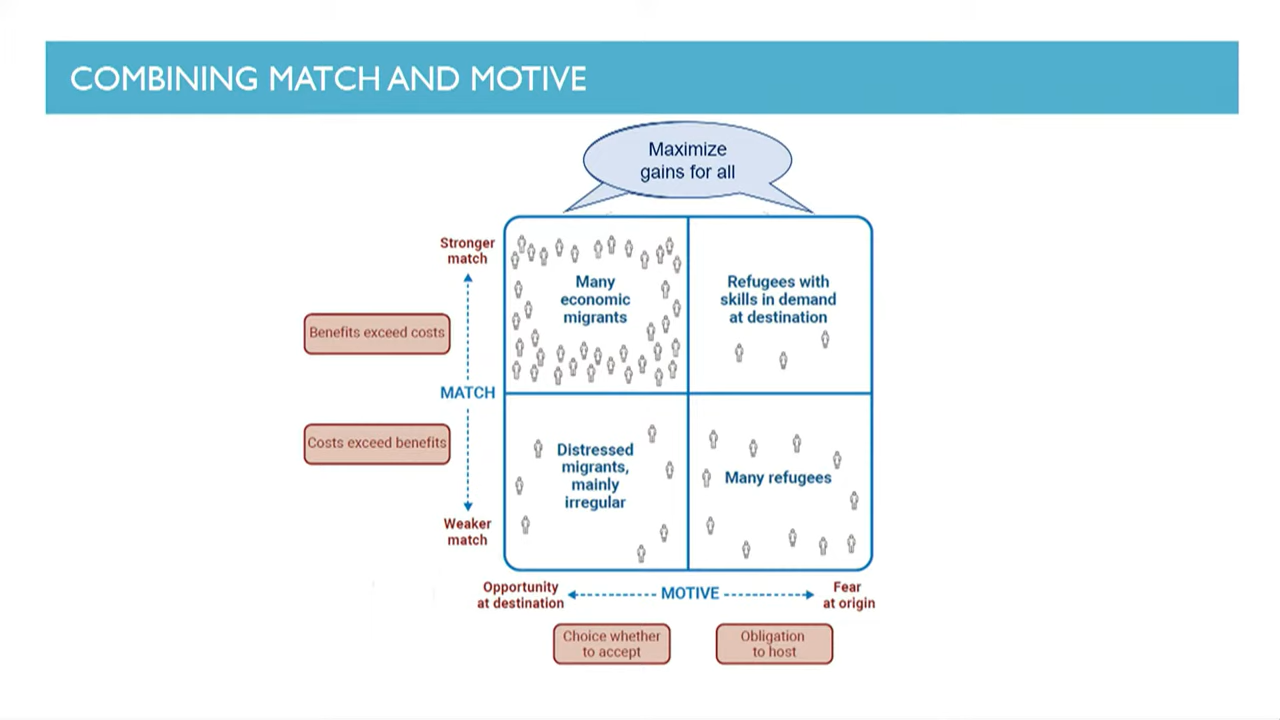 COMBINING MATCH AND MOTIVE
Maximize
gains for all
Stronger
match
Many
economic
migrants
Refugees with
skills in demand
at destination
Benefits exceed costs
MATCH
Costs exceed benefits
Distressed
migrants,
mainly
irregular
Many refugees
Weaker
match
Opportunity
at destination
MOTIVE
Fear
at origin
Choice whether
to accept
Obligation
to host